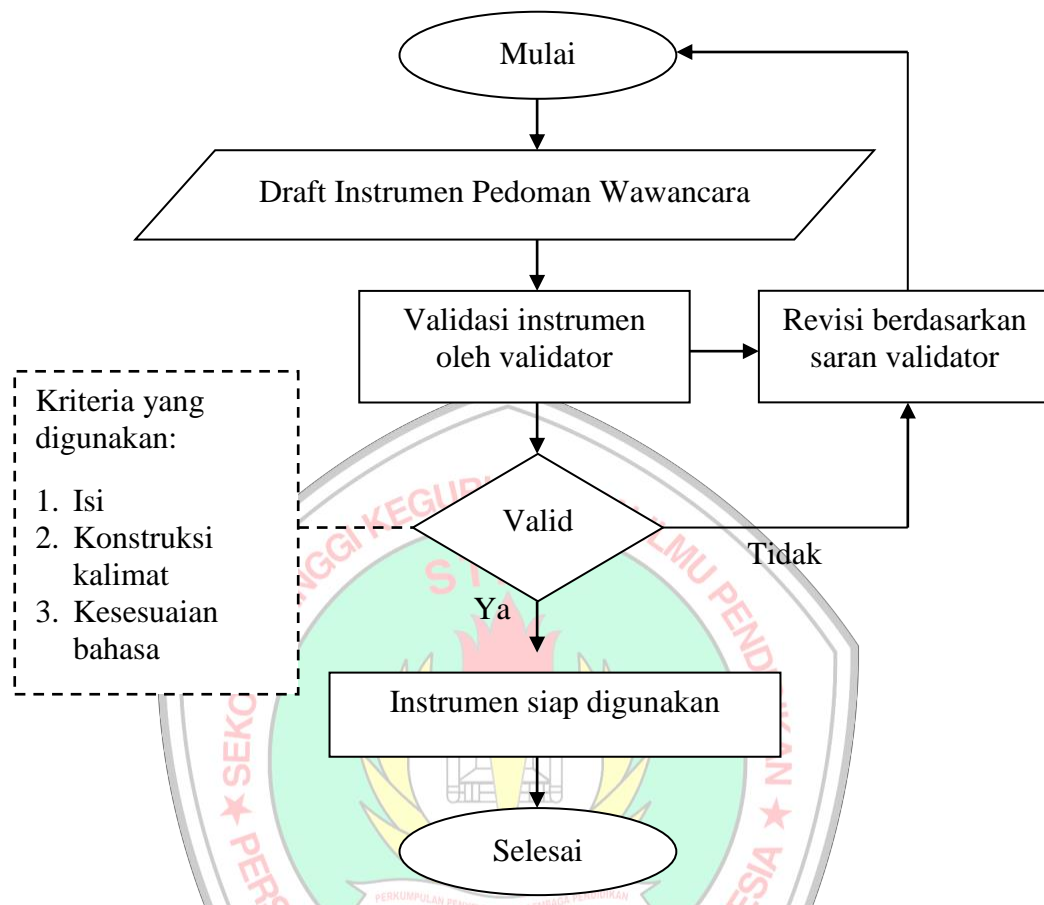 Mulai
Draft Instrumen Pedoman Wawancara
Validasi instrumen
oleh validator
Revisi berdasarkan
saran validator
Kriteria yang
digunakan:
1. Isi
2. Konstruksi
kalimat
3. Kesesuaian
bahasa
Valid
Tidak
Ya
Instrumen siap digunakan
Selesai